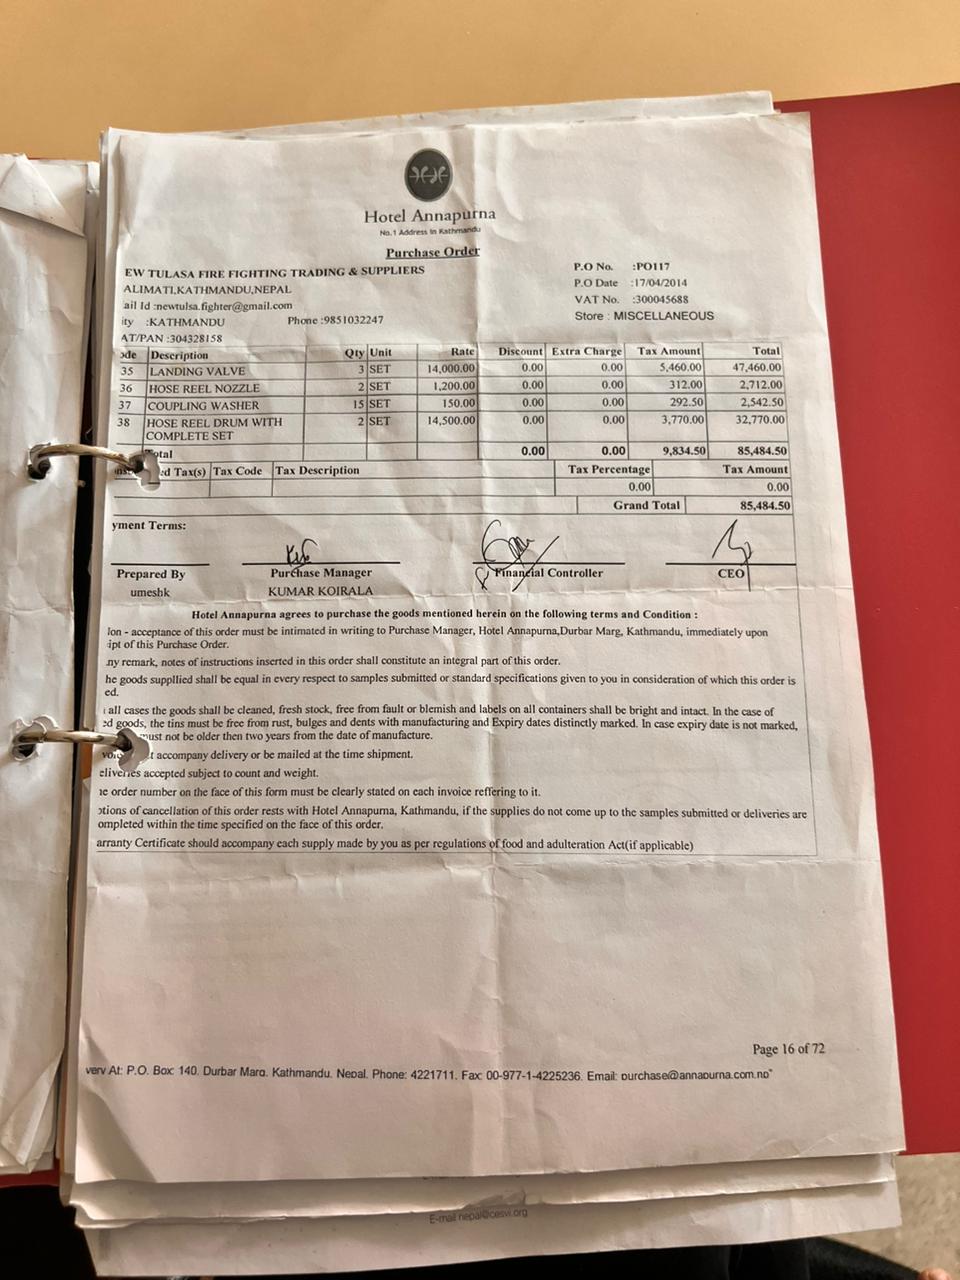 Hotel Annapurna
No.1 Address In Kathmandu
Purchase Order
EW TULASA FIRE FIGHTING TRADING & SUPPLIERS
ALIMATI,KATHMANDU,NEPAL
ail Id :newtulsa.fighter@gmail.com
ity :KATHMANDU Phone :9851032247
AT/PAN :304328158
P.O No. :PO117
P.O Date :17/04/2014
VAT No. :300045688
Store : MISCELLANEOUS
ode Description Qty Unit Rate Discount Extra Charge Tax Amount Total
35 LANDING VALVE 3 SET 14,000.00 0.00 0.00 5,460.00 47,460.00
36 HOSE REEL NOZZLE 2 SET 1,200.00 0.00 0.00 312.00 2,712.00
37 COUPLING WASHER 15 SET 150.00 0.00 0.00 292.50 2,542.50
38 HOSE REEL DRUM WITH 2 SET 14,500.00 0.00 0.00 3,770.00 32,770.00
COMPLETE SET
Total 0.00 0.00 9,834.50 85,484.50
ed Tax(s) Tax Code Tax Description Tax Percentage Tax Amount
0.00 0.00
Grand Total 85,484.50
yment Terms:
Prepared By Purchase Manager Financial Controller CEO
umeshk KUMAR KOIRALA
Hotel Annapurna agrees to purchase the goods mentioned herein on the following terms and Condition :
ion - acceptance of this order must be intimated in writing to Purchase Manager, Hotel Annapurna,Durbar Marg, Kathmandu, immediately upon
ipt of this Purchase Order.
ny remark, notes of instructions inserted in this order shall constitute an integral part of this order.
he goods suppllied shall be equal in every respect to samples submitted or standard specifications given to you in consideration of which this order is
ed.
all cases the goods shall be cleaned, fresh stock, free from fault or blemish and labels on all containers shall be bright and intact. In the case of
ed goods, the tins must be free from rust, bulges and dents with manufacturing and Expiry dates distinctly marked. In case expiry date is not marked,
must not be older then two years from the date of manufacture.
t accompany delivery or be mailed at the time shipment.
eliveries accepted subject to count and weight.
ne order number on the face of this form must be clearly stated on each invoice reffering to it.
otions of cancellation of this order rests with Hotel Annapurna, Kathmandu, if the supplies do not come up to the samples submitted or deliveries are
ompleted within the time specified on the face of this order.
arranty Certificate should accompany each supply made by you as per regulations of food and adulteration Act(if applicable)
Page 16 of 72
very At: P.O. Box: 140. Durbar Marg. Kathmandu. Nepal. Phone: 4221711. Fax: 00-977-1-4225236. Email: purchase@annapurna.com.np"
E-mail:nepal@cesvi.org